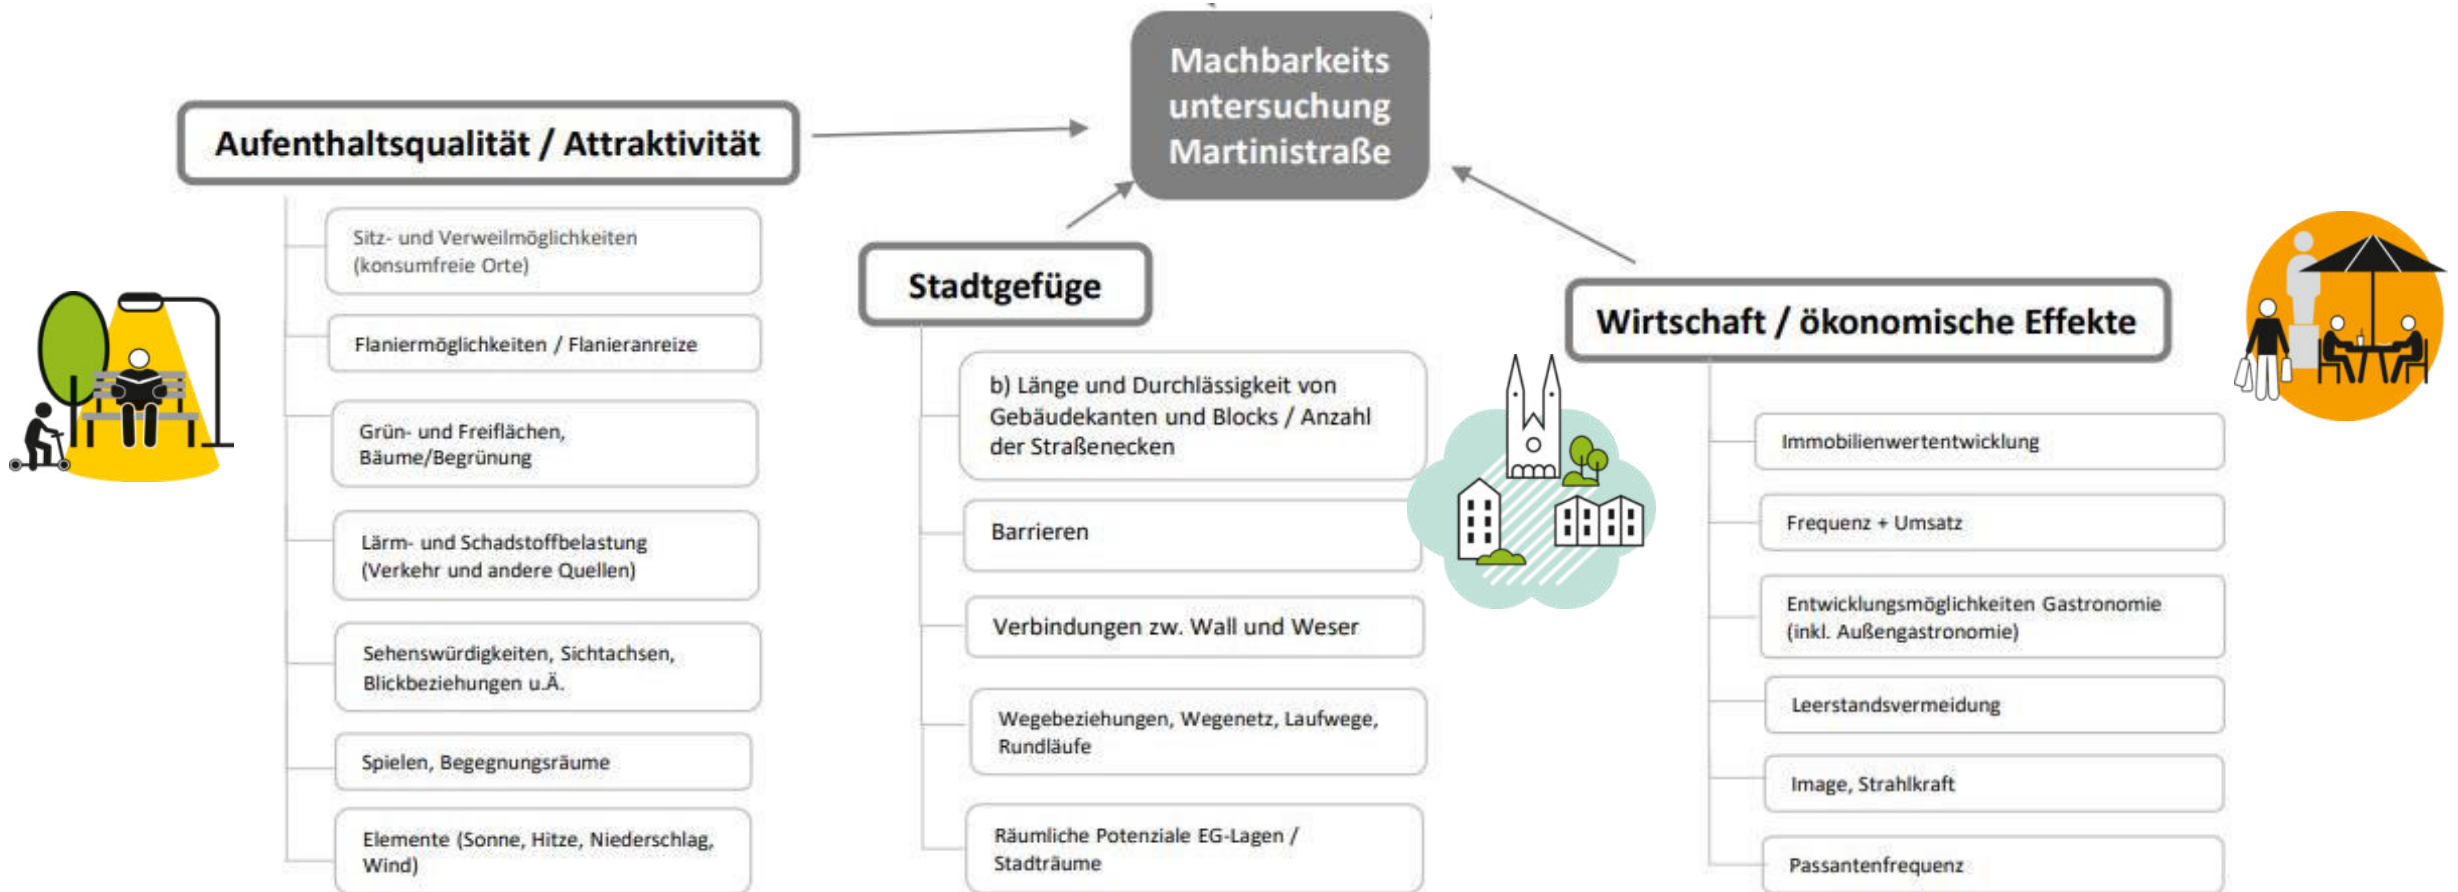 Machbarkeits
untersuchung
Martinistraße
Aufenthaltsqualität / Attraktivität
Sitz- und Verweilmöglichkeiten
(konsumfreie Orte)
Flaniermöglichkeiten / Flanieranreize
Grün- und Freiflächen,
Bäume/Begrünung
Lärm- und Schadstoffbelastung
(Verkehr und andere Quellen)
Sehenswürdigkeiten, Sichtachsen,
Blickbeziehungen u.Ä.
Spielen, Begegnungsräume
Elemente (Sonne, Hitze, Niederschlag,
Wind)
Stadtgefüge
b) Länge und Durchlässigkeit von
Gebäudekanten und Blocks / Anzahl
der Straßenecken
Barrieren
Verbindungen zw. Wall und Weser
Wegebeziehungen, Wegenetz, Laufwege,
Rundläufe
Räumliche Potenziale EG-Lagen /
Stadträume
Wirtschaft / ökonomische Effekte
Immobilienwertentwicklung
Frequenz + Umsatz
Entwicklungsmöglichkeiten Gastronomie
(inkl. Außengastronomie)
Leerstandsvermeidung
Image, Strahlkraft
Passantenfrequenz